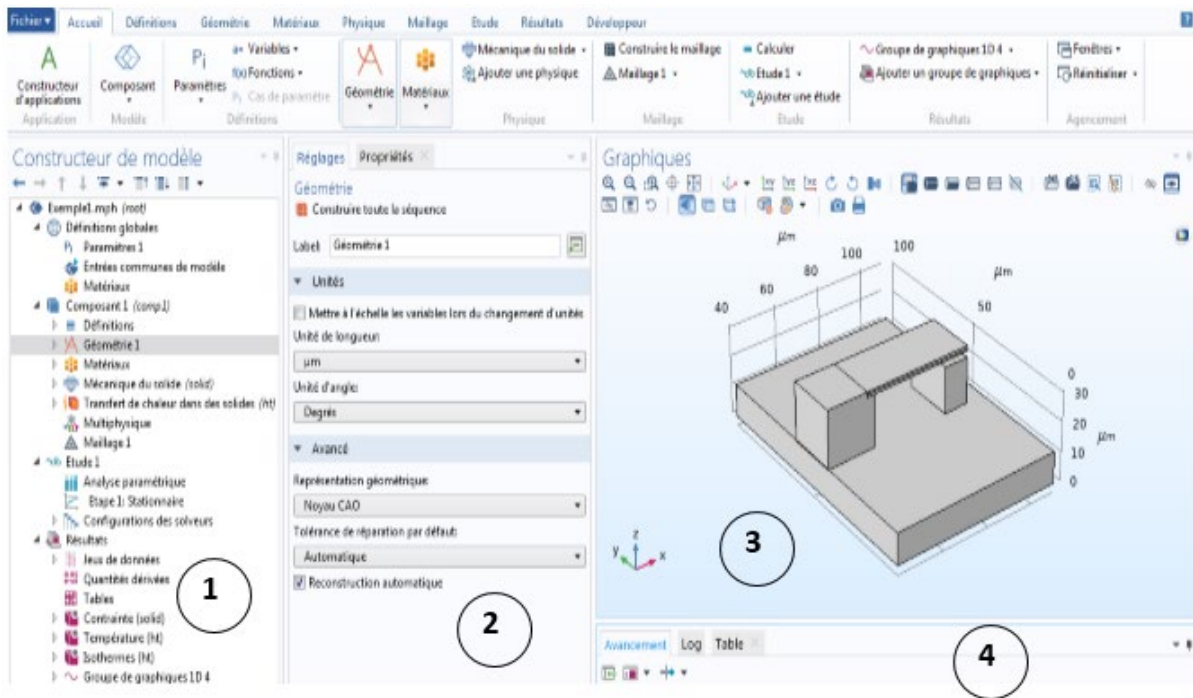 Fichier Accueil Définitions Géométrie Matériaux Physique Maillage Etude Résultats Développeur
Constructeur d'applications
Application
Composant
Modèle
Pi
Paramètres
a= Variables
f(x) Fonctions
Pi Cas de paramètre
Définitions
Géométrie
Matériaux
Mécanique du solide
Ajouter une physique
Physique
Construire le maillage
Maillage 1
Maillage
Calculer
Etude 1
Ajouter une étude
Etude
Groupe de graphiques 1D 4
Ajouter un groupe de graphiques
Résultats
Fenêtres
Réinitialiser
Agencement
Constructeur de modèle
Exemple1.mph (root)
Définitions globales
Pi Paramètres 1
Entrées communes de modèle
Matériaux
Composant 1 (comp1)
Définitions
Géométrie 1
Matériaux
Mécanique du solide (solid)
Transfert de chaleur dans des solides (ht)
Multiphysique
Maillage 1
Etude 1
Analyse paramétrique
Etape 1: Stationnaire
Configurations des solveurs
Résultats
Jeux de données
Quantités dérivées
Tables
Contrainte (solid)
Température (ht)
Isothermes (ht)
Groupe de graphiques 1D 4
1
Réglages Propriétés
Géométrie
Construire toute la séquence
Label: Géométrie 1
Unités
Mettre à l'échelle les variables lors du changement d'unités
Unité de longueur:
µm
Unité d'angle:
Degrés
Avancé
Représentation géométrique:
Noyau CAO
Tolérance de réparation par défaut:
Automatique
Reconstruction automatique
2
Graphiques
µm
100
100
80
60
40
µm
50
0
30
20
µm
10
0
z
y
x
3
Avancement Log Table
4